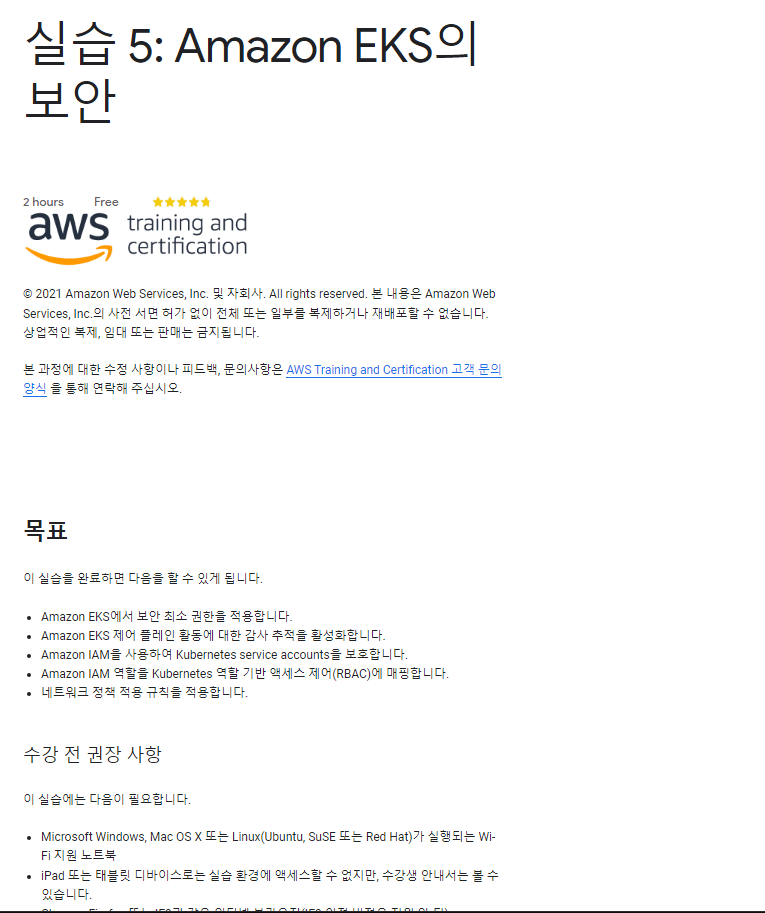 실습 5: Amazon EKS의
보안
2 hours Free
aws training and
certification
© 2021 Amazon Web Services, Inc. 및 자회사. All rights reserved. 본 내용은 Amazon Web
Services, Inc.의 사전 서면 허가 없이 전체 또는 일부를 복제하거나 재배포할 수 없습니다.
상업적인 복제, 임대 또는 판매는 금지됩니다.
본 과정에 대한 수정 사항이나 피드백, 문의사항은 AWS Training and Certification 고객 문의
양식 을 통해 연락해 주십시오.
목표
이 실습을 완료하면 다음을 할 수 있게 됩니다.
• Amazon EKS에서 보안 최소 권한을 적용합니다.
• Amazon EKS 제어 플레인 활동에 대한 감사 추적을 활성화합니다.
• Amazon IAM을 사용하여 Kubernetes service accounts을 보호합니다.
• Amazon IAM 역할을 Kubernetes 역할 기반 액세스 제어(RBAC)에 매핑합니다.
• 네트워크 정책 적용 규칙을 적용합니다.
수강 전 권장 사항
이 실습에는 다음이 필요합니다.
• Microsoft Windows, Mac OS X 또는 Linux(Ubuntu, SuSE 또는 Red Hat)가 실행되는 Wi-
Fi 지원 노트북
• iPad 또는 태블릿 디바이스로는 실습 환경에 액세스할 수 없지만, 수강생 안내서는 볼 수
있습니다.